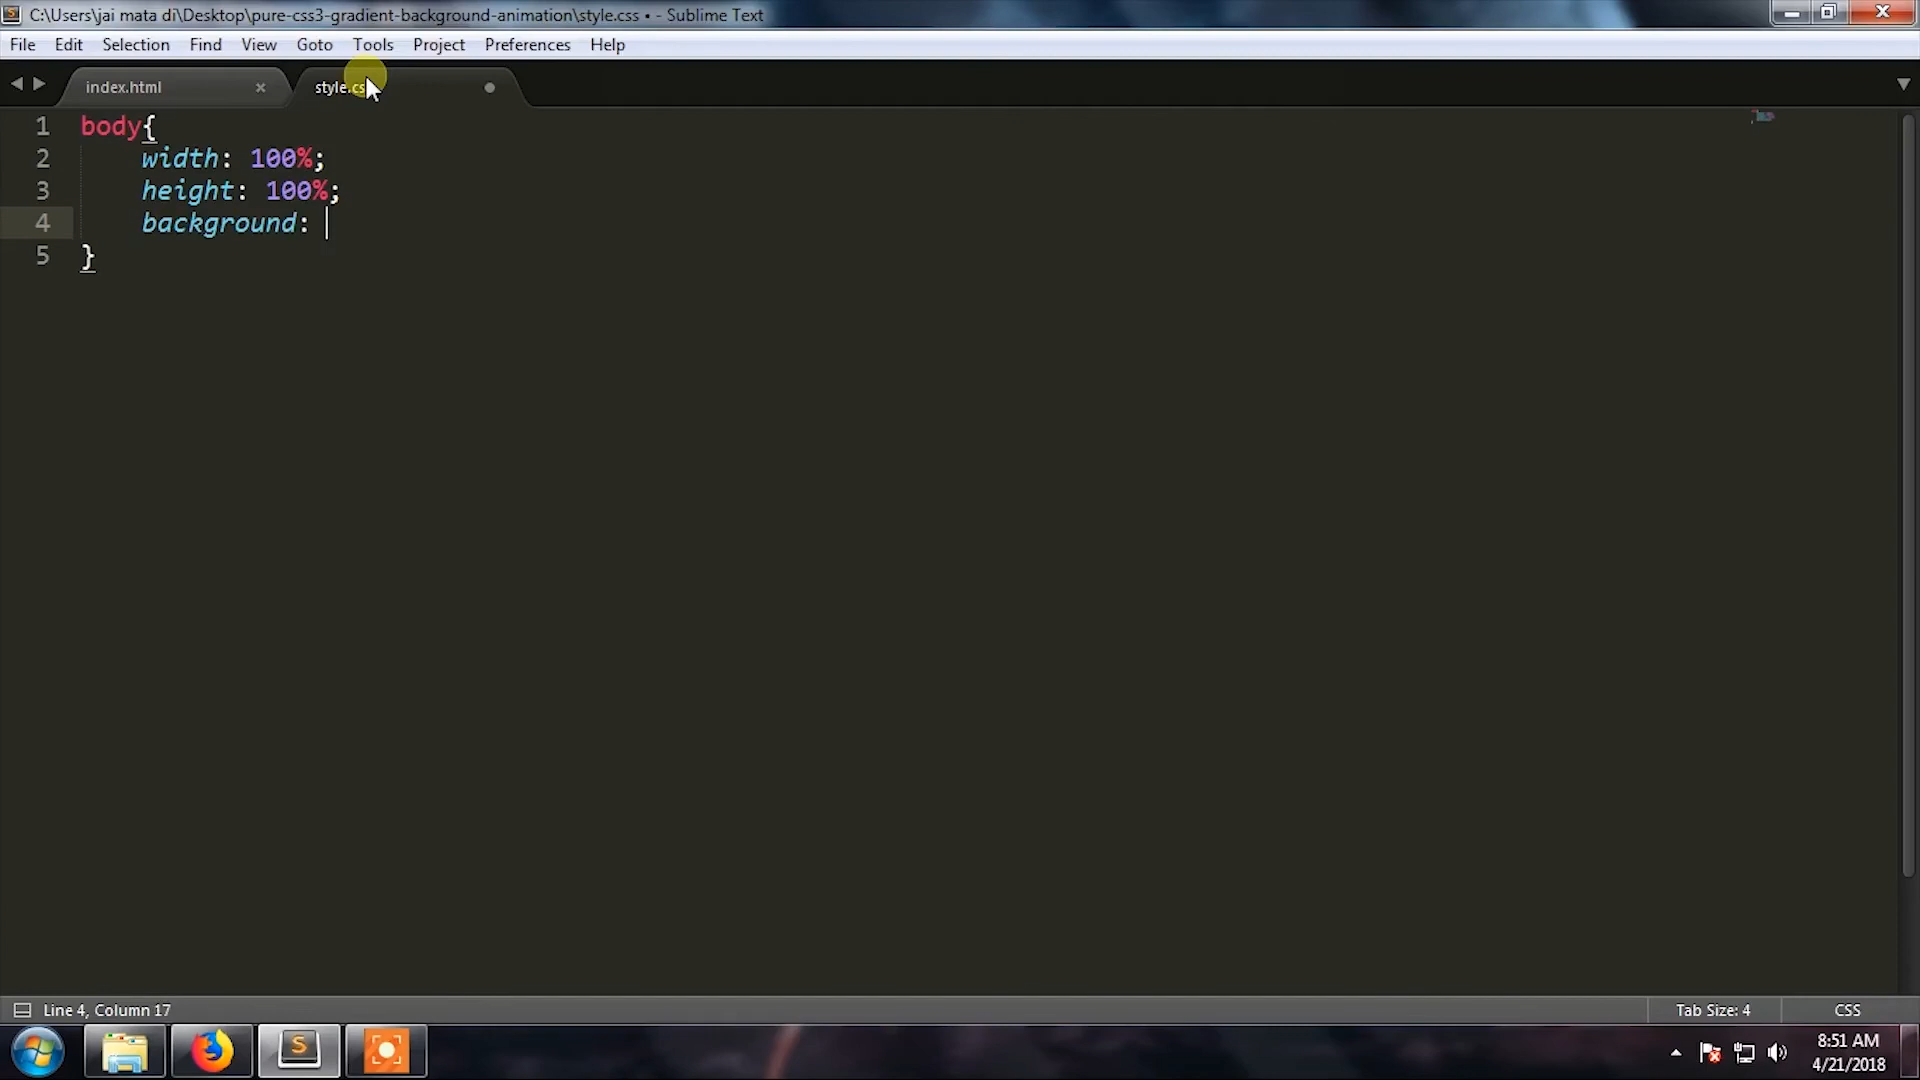 C:\Users\jai mata di\Desktop\pure-css3-gradient-background-animation\style.css • - Sublime Text
File Edit Selection Find View Goto Tools Project Preferences Help
index.html × style.cs
1 body{
2 width: 100%;
3 height: 100%;
4 background:
5 }
Line 4, Column 17 Tab Size: 4 CSS
8:51 AM
4/21/2018